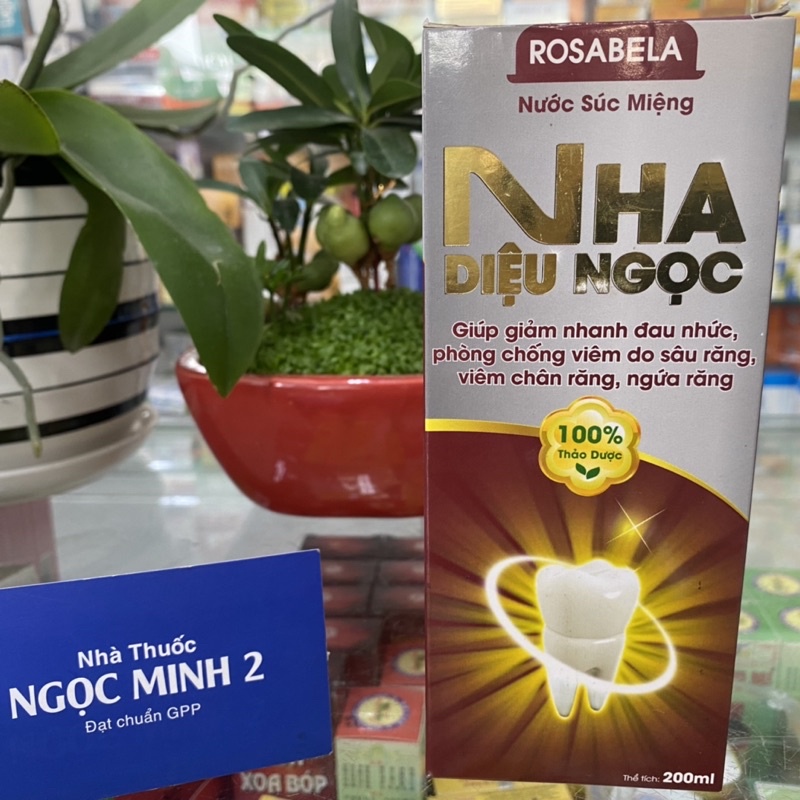 ROSABELA
Nước Súc Miệng
NHA
DIỆU NGỌC
Giúp giảm nhanh đau nhức,
phòng chống viêm do sâu răng,
viêm chân răng, ngứa răng
100%
Thảo Dược
Thể tích: 200ml
Nhà Thuốc
NGỌC MINH 2
Đạt chuẩn GPP
XOA BÓP